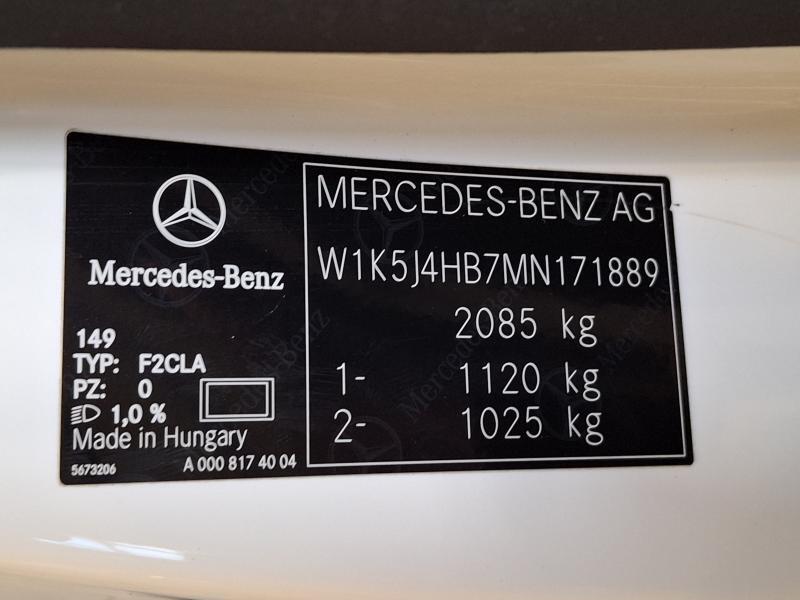 Mercedes-Benz
149
TYP: F2CLA
PZ: 0
1,0 %
Made in Hungary
5673206 A 000 817 40 04
MERCEDES-BENZ AG
W1K5J4HB7MN171889
2085 kg
1- 1120 kg
2- 1025 kg